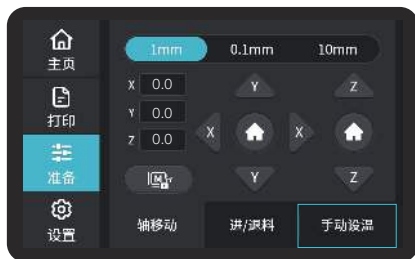 主页
打印
准备
设置
1mm 0.1mm 10mm
X 0.0
Y 0.0
Z 0.0
Y Z
X X
Y Z
M
轴移动 进/退料 手动设温